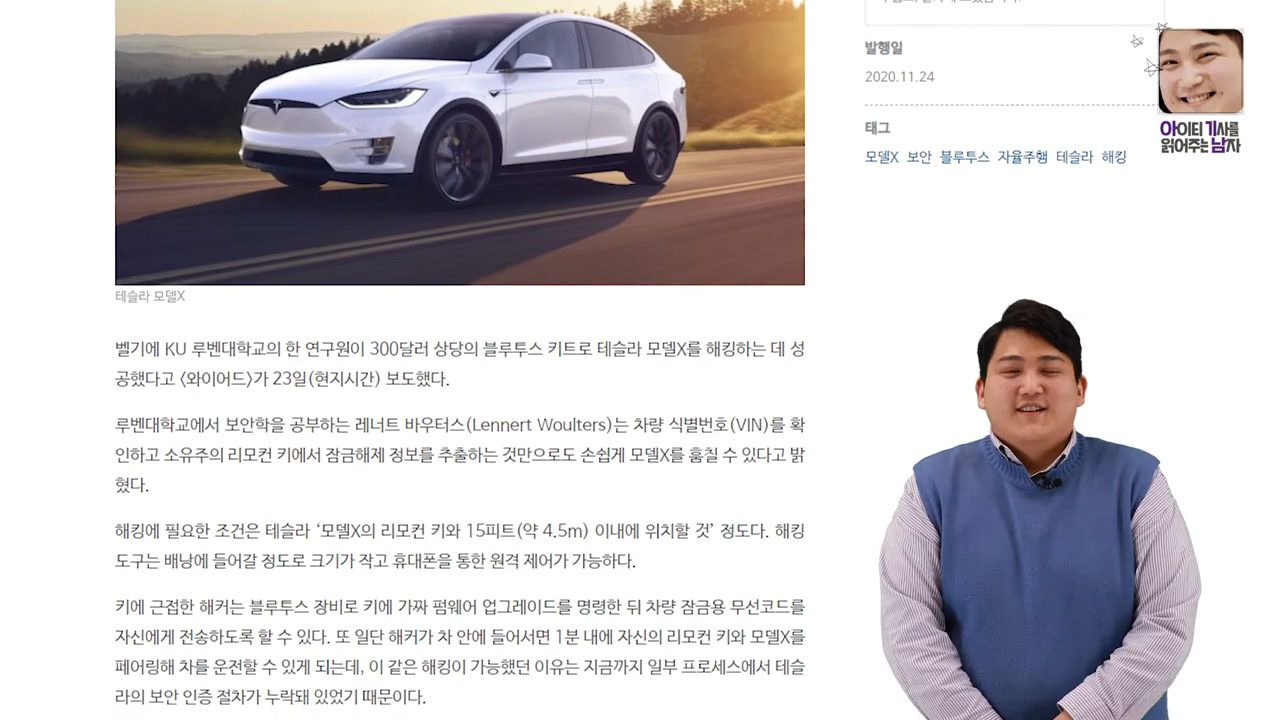 발행일
2020.11.24
태그
모델X 보안 블루투스 자율주행 테슬라 해킹
아이티 기사를
읽어주는 남자
테슬라 모델X
벨기에 KU 루벤대학교의 한 연구원이 300달러 상당의 블루투스 키트로 테슬라 모델X를 해킹하는 데 성
공했다고 <와이어드>가 23일(현지시간) 보도했다.
루벤대학교에서 보안학을 공부하는 레너트 바우터스(Lennert Woulters)는 차량 식별번호(VIN)를 확
인하고 소유주의 리모컨 키에서 잠금해제 정보를 추출하는 것만으로도 손쉽게 모델X를 훔칠 수 있다고 밝
혔다.
해킹에 필요한 조건은 테슬라 ‘모델X의 리모컨 키와 15피트(약 4.5m) 이내에 위치할 것’ 정도다. 해킹
도구는 배낭에 들어갈 정도로 크기가 작고 휴대폰을 통한 원격 제어가 가능하다.
키에 근접한 해커는 블루투스 장비로 키에 가짜 펌웨어 업그레이드를 명령한 뒤 차량 잠금용 무선코드를
자신에게 전송하도록 할 수 있다. 또 일단 해커가 차 안에 들어서면 1분 내에 자신의 리모컨 키와 모델X를
페어링해 차를 운전할 수 있게 되는데, 이 같은 해킹이 가능했던 이유는 지금까지 일부 프로세스에서 테슬
라의 보안 인증 절차가 누락돼 있었기 때문이다.